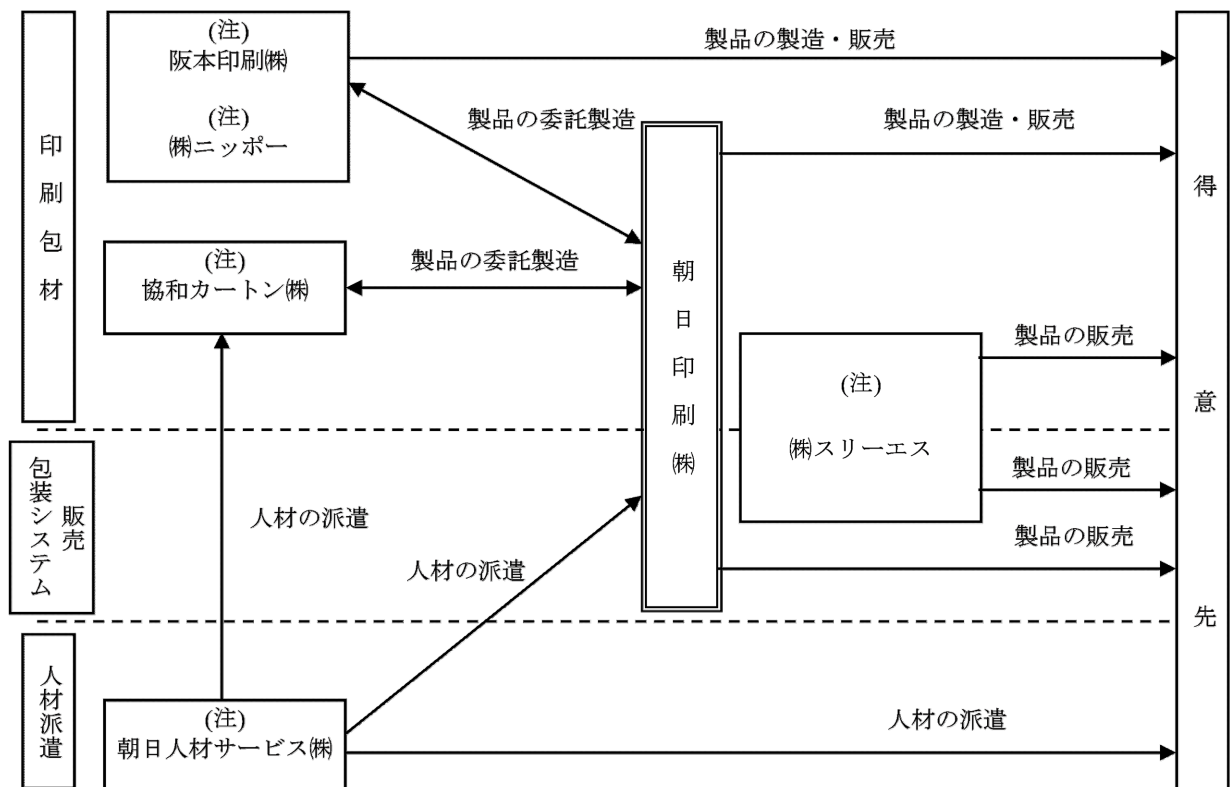 印刷包材
(注)
阪本印刷㈱
(注)
㈱ニッポー
製品の製造・販売
製品の委託製造
製品の製造・販売
(注)
協和カートン㈱
製品の委託製造
朝日印刷㈱
製品の販売
(注)
㈱スリーエス
製品の販売
製品の販売
得意先
包装システム
販売
人材の派遣
人材の派遣
人材派遣
(注)
朝日人材サービス㈱
人材の派遣